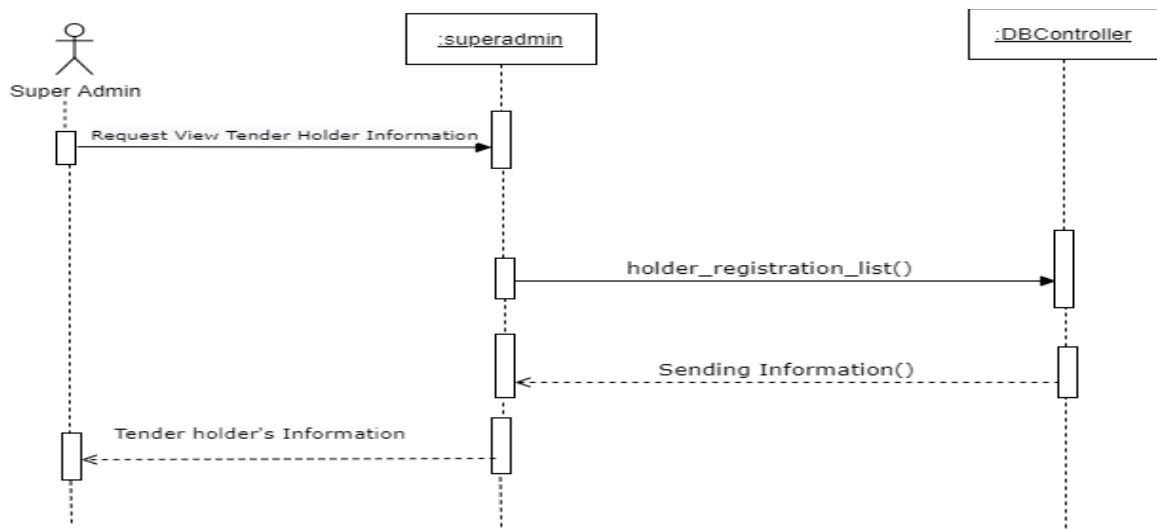 :superadmin
:DBController
Super Admin
Request View Tender Holder Information
holder_registration_list()
Sending Information()
Tender holder's Information